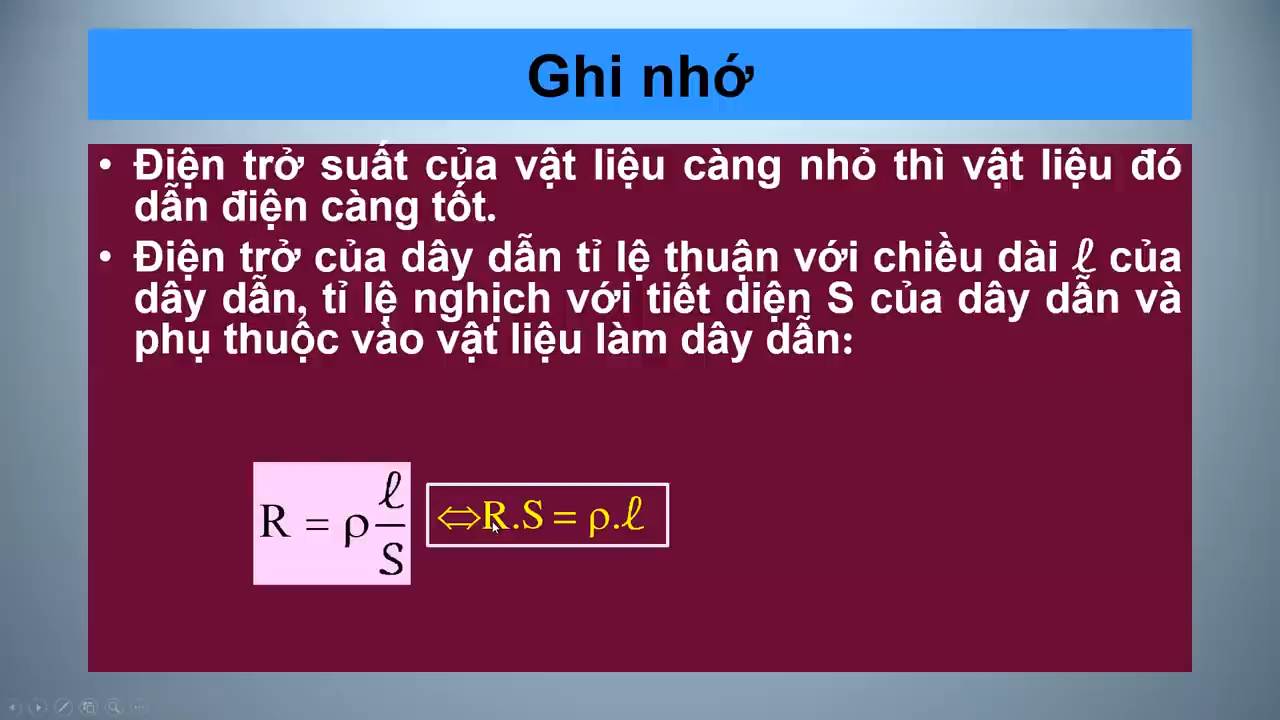 Ghi nhớ
• Điện trở suất của vật liệu càng nhỏ thì vật liệu đó
dẫn điện càng tốt.
• Điện trở của dây dẫn tỉ lệ thuận với chiều dài ℓ của
dây dẫn, tỉ lệ nghịch với tiết diện S của dây dẫn và
phụ thuộc vào vật liệu làm dây dẫn:
R = ρ ℓ/S
⇔R.S = ρ.ℓ